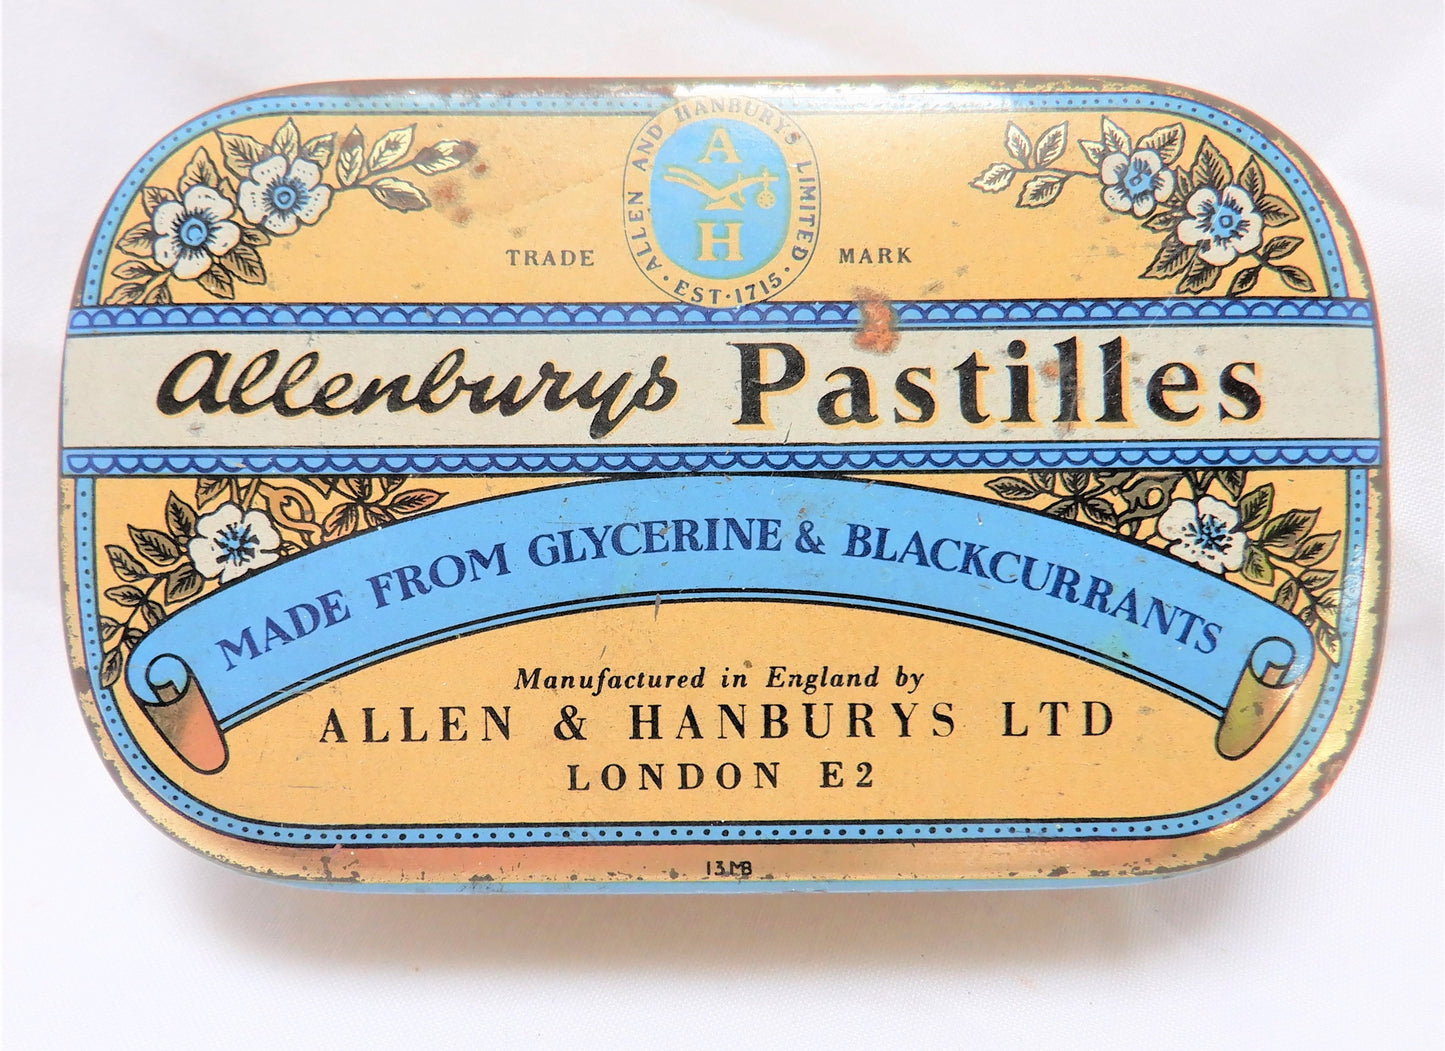 ALLEN AND HANBURYS LIMITED
A
H
· EST · 1715 ·
TRADE MARK
Allenburys Pastilles
MADE FROM GLYCERINE & BLACKCURRANTS
Manufactured in England by
ALLEN & HANBURYS LTD
LONDON E2
13MB